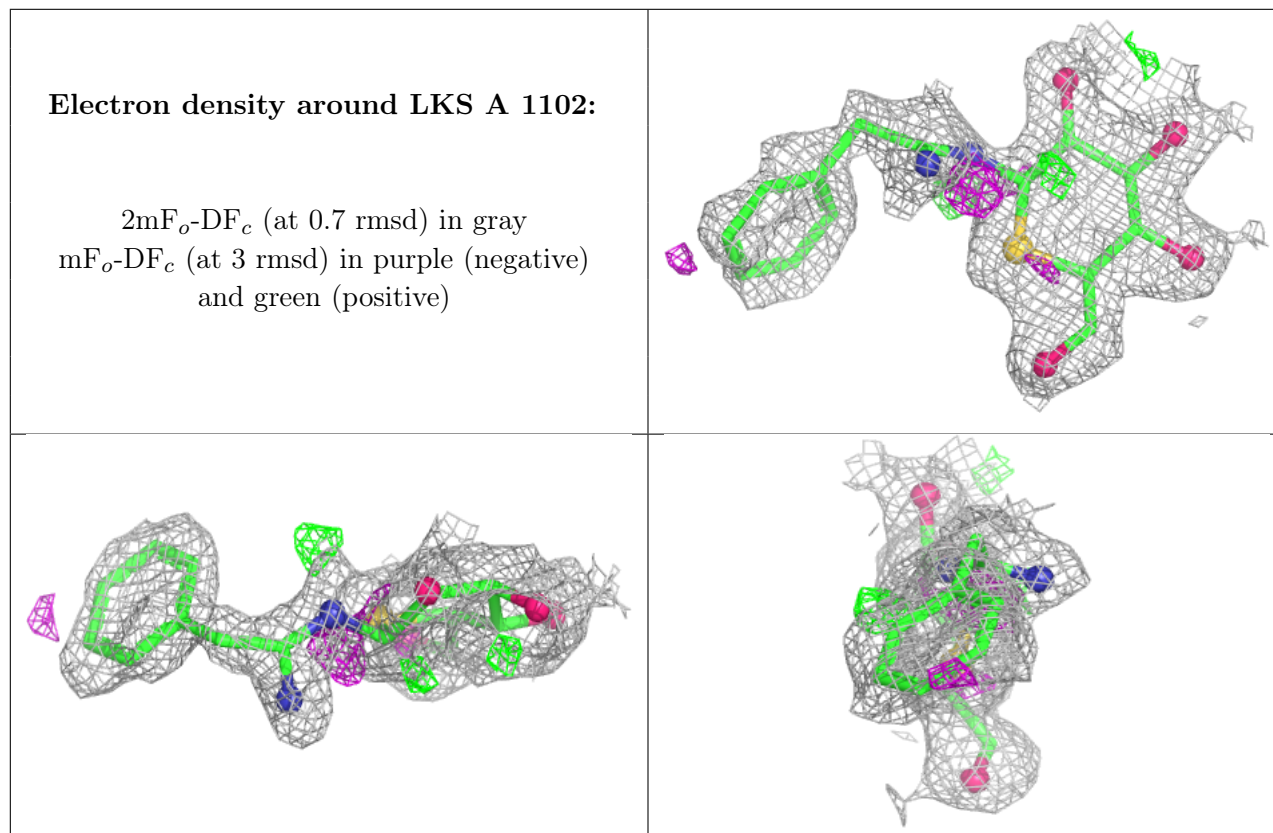 Electron density around LKS A 1102:
2mFo-DFc (at 0.7 rmsd) in gray
mFo-DFc (at 3 rmsd) in purple (negative)
and green (positive)